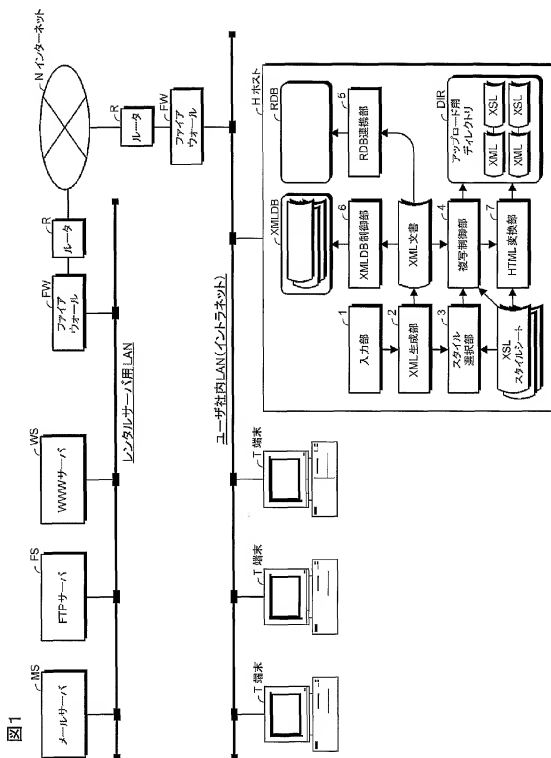 図1
メールサーバ
MS
FTPサーバ
FS
WWWサーバ
WS
ファイア
ウォール
FW
ルータ
R
N インターネット
R
ルータ
FW
ファイア
ウォール
レンタルサーバ用LAN
ユーザ社内LAN(イントラネット)
T 端末
T 端末
T 端末
H ホスト
入力部
1
XML生成部
2
スタイル
選択部
3
XSL
スタイルシート
XMLDB
XMLDB制御部
6
XML文書
複写制御部
4
HTML変換部
7
RDB
RDB連携部
5
DIR
アップロード用
ディレクトリ
XML
XSL
XML
XSL